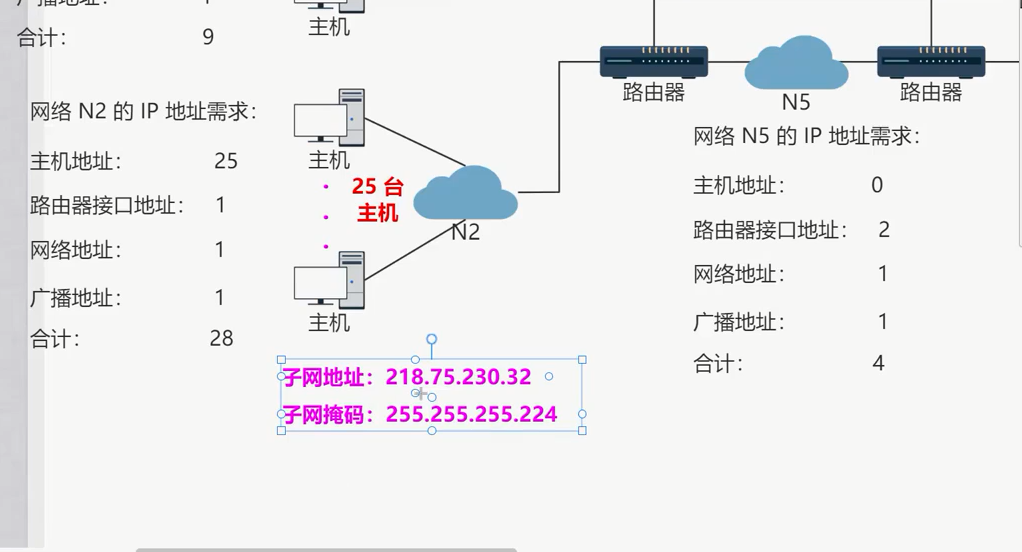 合计： 9
主机
网络 N2 的 IP 地址需求：
主机地址： 25
路由器接口地址： 1
网络地址： 1
广播地址： 1
合计： 28
主机
25 台
主机
N2
主机
子网地址：218.75.230.32
子网掩码：255.255.255.224
路由器
N5
路由器
网络 N5 的 IP 地址需求：
主机地址： 0
路由器接口地址： 2
网络地址： 1
广播地址： 1
合计： 4